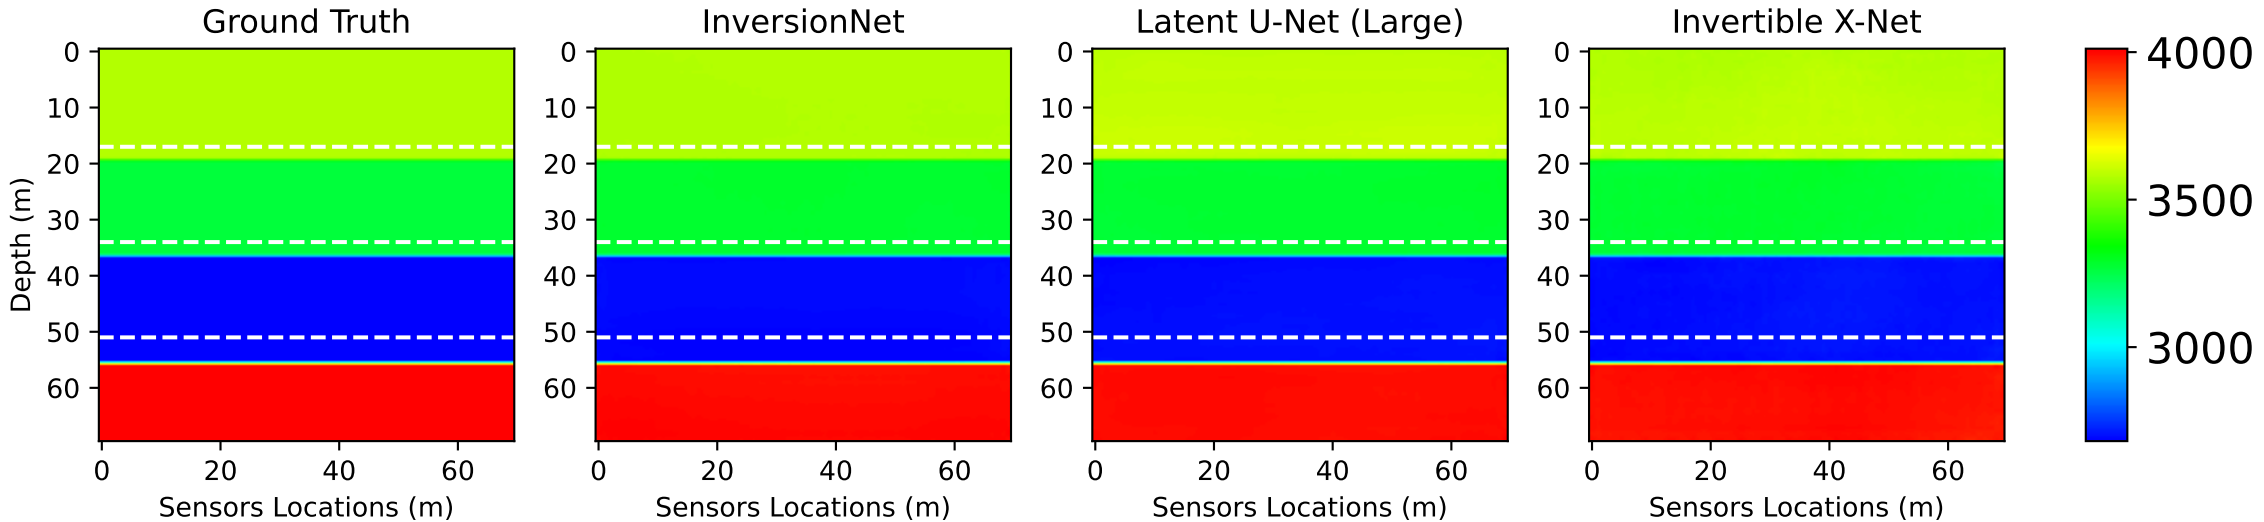 Ground Truth
InversionNet
Latent U-Net (Large)
Invertible X-Net
Depth (m)
0
10
20
30
40
50
60
0
10
20
30
40
50
60
0
10
20
30
40
50
60
0
10
20
30
40
50
60
4000
3500
3000
0 20 40 60
0 20 40 60
0 20 40 60
0 20 40 60
Sensors Locations (m)
Sensors Locations (m)
Sensors Locations (m)
Sensors Locations (m)